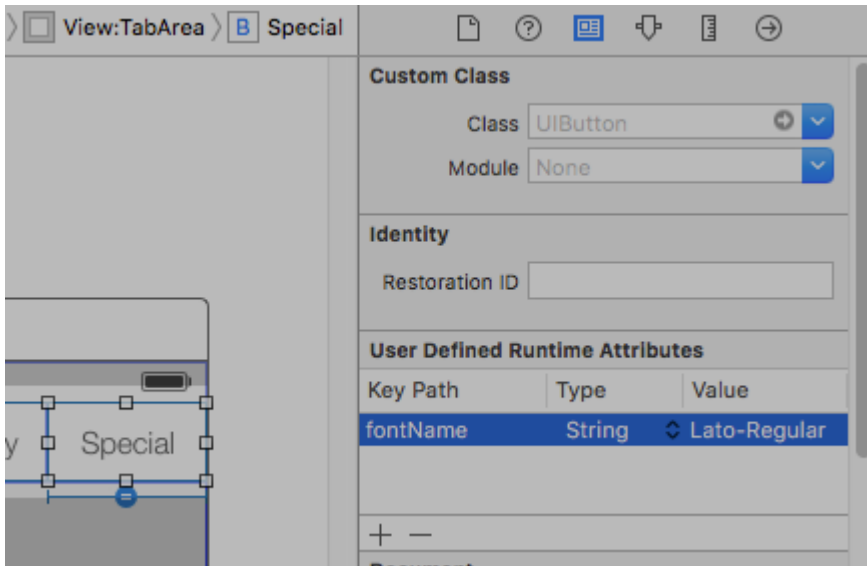 View:TabArea B Special
Custom Class
Class UIButton
Module None
Identity
Restoration ID
User Defined Runtime Attributes
Key Path Type Value
fontName String Lato-Regular
y Special
Document